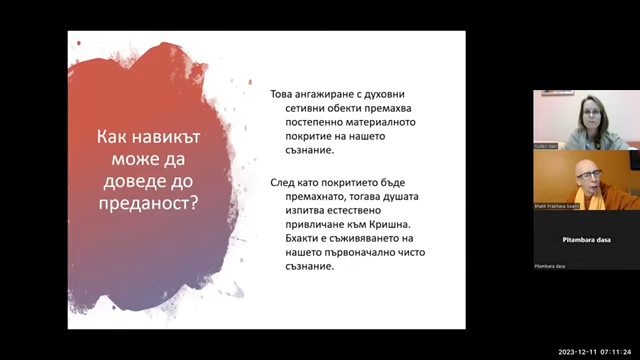 Как навикът
може да
доведе до
преданост?
Това ангажиране с духовни
сетивни обекти премахва
постепенно материалното
покритие на нашето
съзнание.
След като покритието бъде
премахнато, тогава душата
изпитва естествено
привличане към Кришна.
Бхакти е съживяването на
нашето първоначално чисто
съзнание.
Bhakti Prabhava Swami
Pitambara dasa
Pitambara dasa
2023-12-11 07:11:24